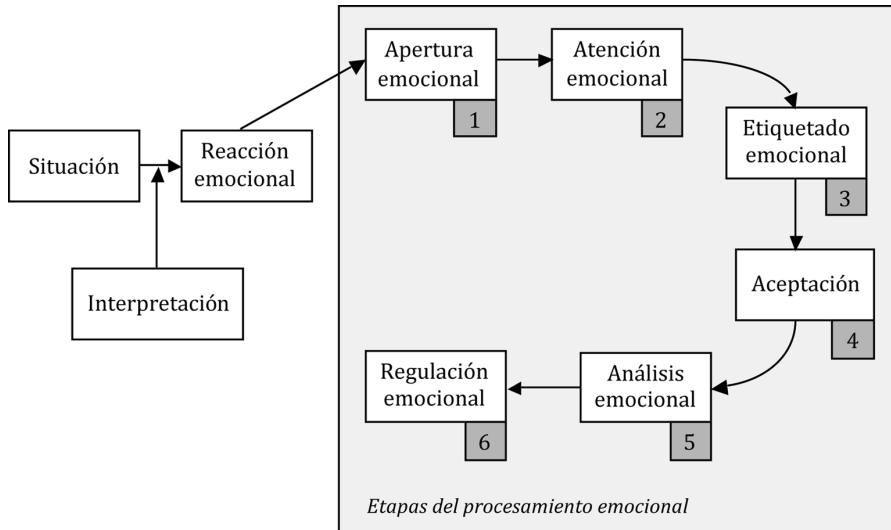 Situación
Interpretación
Reacción
emocional
Apertura
emocional
1
Atención
emocional
2
Etiquetado
emocional
3
Aceptación
4
Análisis
emocional
5
Regulación
emocional
6
Etapas del procesamiento emocional